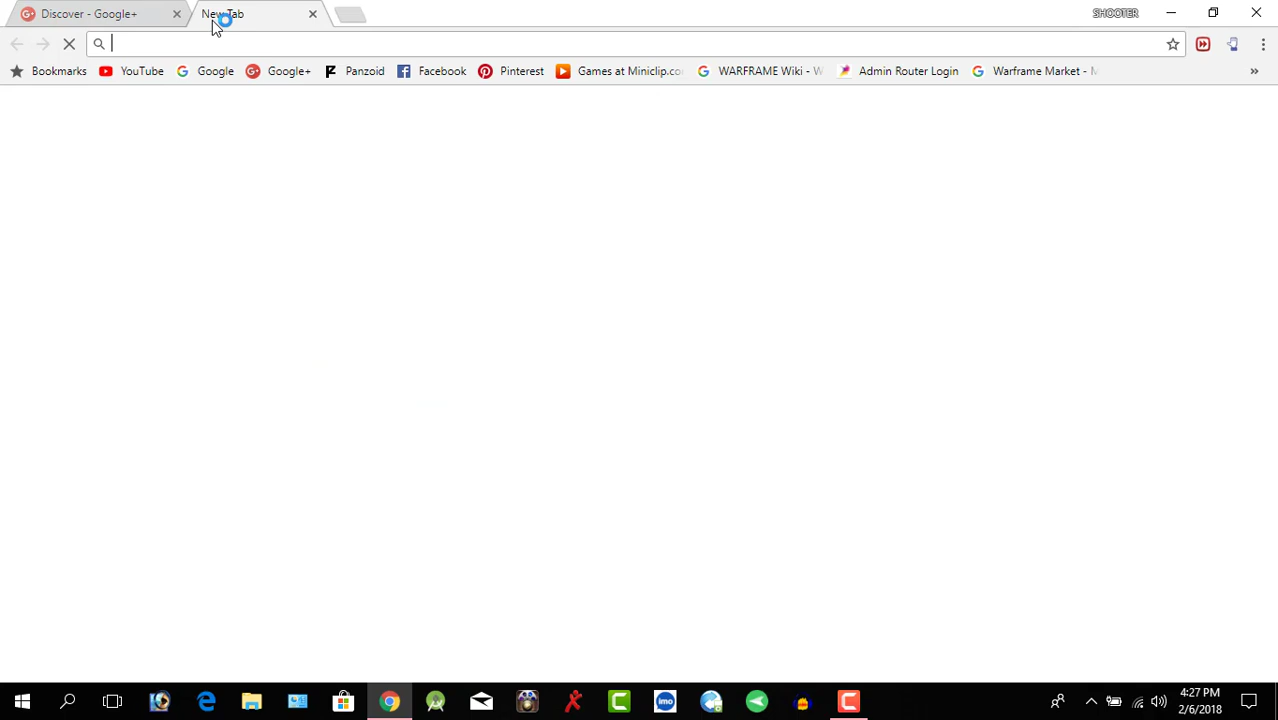 Discover - Google+
New Tab
SHOOTER
Bookmarks
YouTube
Google
Google+
Panzoid
Facebook
Pinterest
Games at Miniclip.co
WARFRAME Wiki - W
Admin Router Login
Warframe Market - M
imo
4:27 PM
2/6/2018